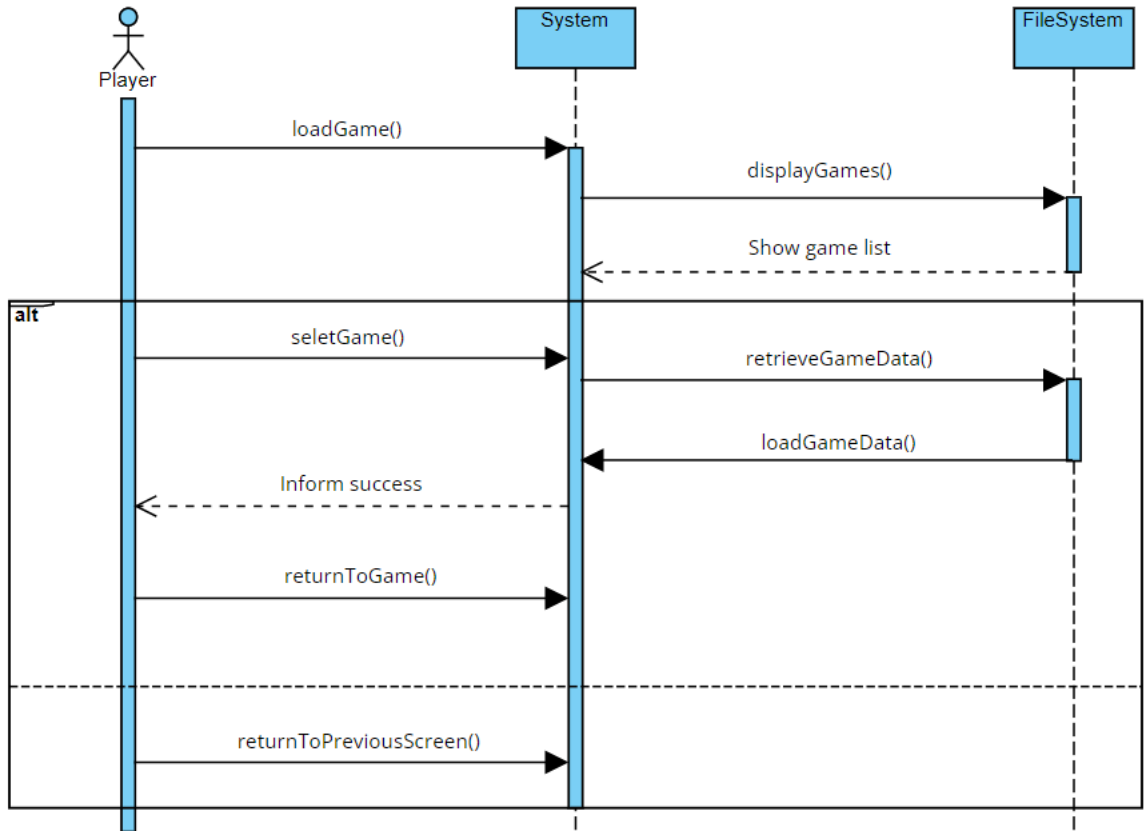 System
FileSystem
Player
loadGame()
displayGames()
Show game list
alt
seletGame()
retrieveGameData()
loadGameData()
Inform success
returnToGame()
returnToPreviousScreen()